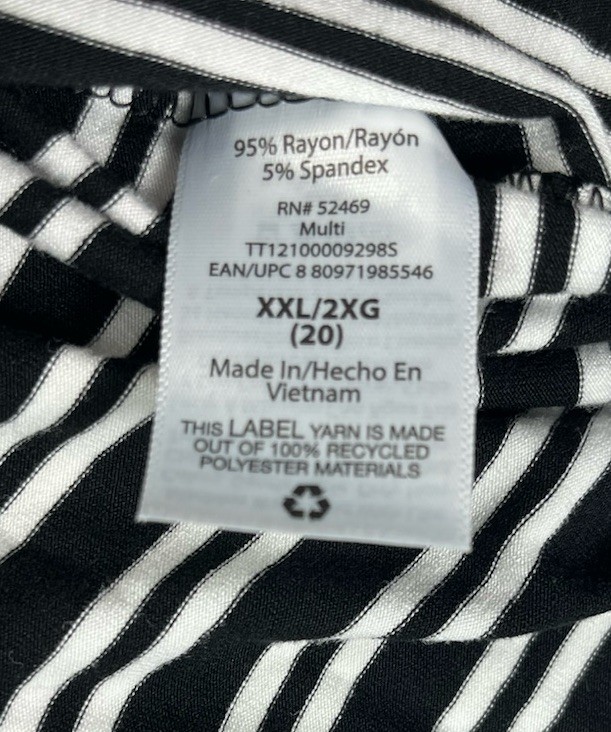 95% Rayon/Rayón
5% Spandex
RN# 52469
Multi
TT12100009298S
EAN/UPC 8 80971985546
XXL/2XG
(20)
Made In/Hecho En
Vietnam
THIS LABEL YARN IS MADE
OUT OF 100% RECYCLED
POLYESTER MATERIALS